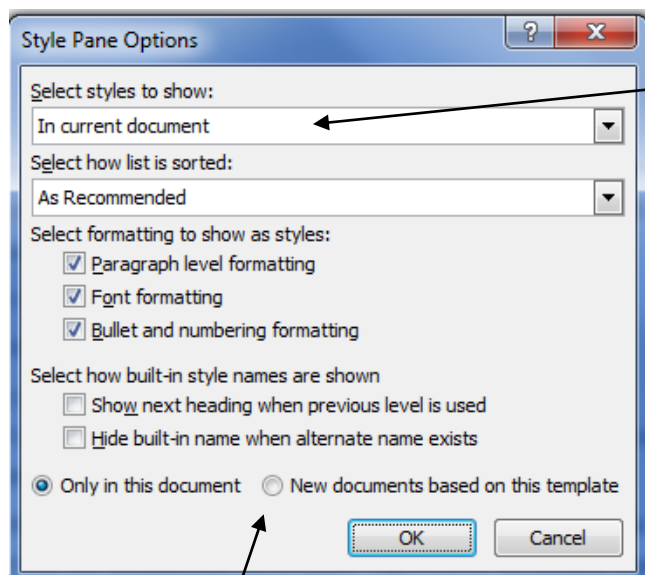 Style Pane Options
Select styles to show:
In current document
Select how list is sorted:
As Recommended
Select formatting to show as styles:
Paragraph level formatting
Font formatting
Bullet and numbering formatting
Select how built-in style names are shown
Show next heading when previous level is used
Hide built-in name when alternate name exists
Only in this document New documents based on this template
OK Cancel